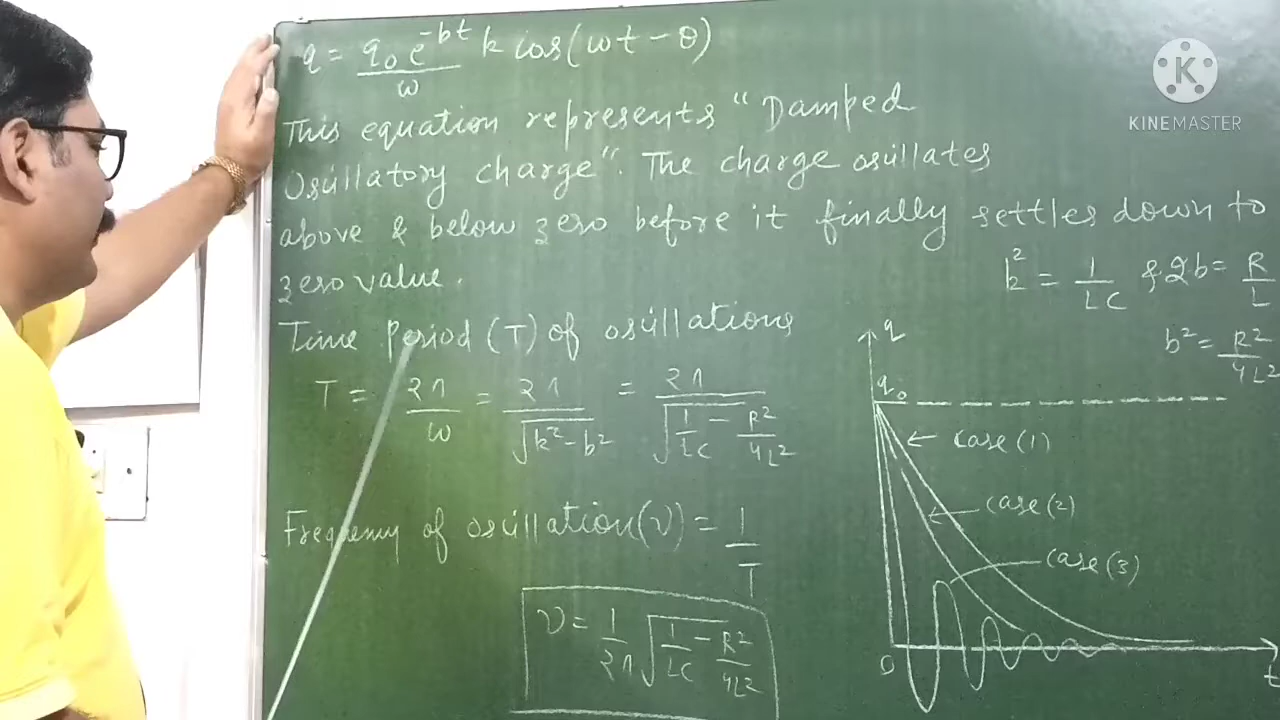 q = q₀e^-bt/ω k cos(ωt - θ)
This equation represents "Damped
Oscillatory charge". The charge oscillates
above & below zero before it finally settles down to
zero value.
k² = 1/LC & 2b = R/L
b² = R²/4L²
Time Period (T) of oscillations
T = 2π/ω = 2π/√(k² - b²) = 2π/√(1/LC - R²/4L²)
Frequency of oscillation (ν) = 1/T
ν = 1/2π √(1/LC - R²/4L²)
q
q₀
case (1)
case (2)
case (3)
0
t
K
KINEMASTER